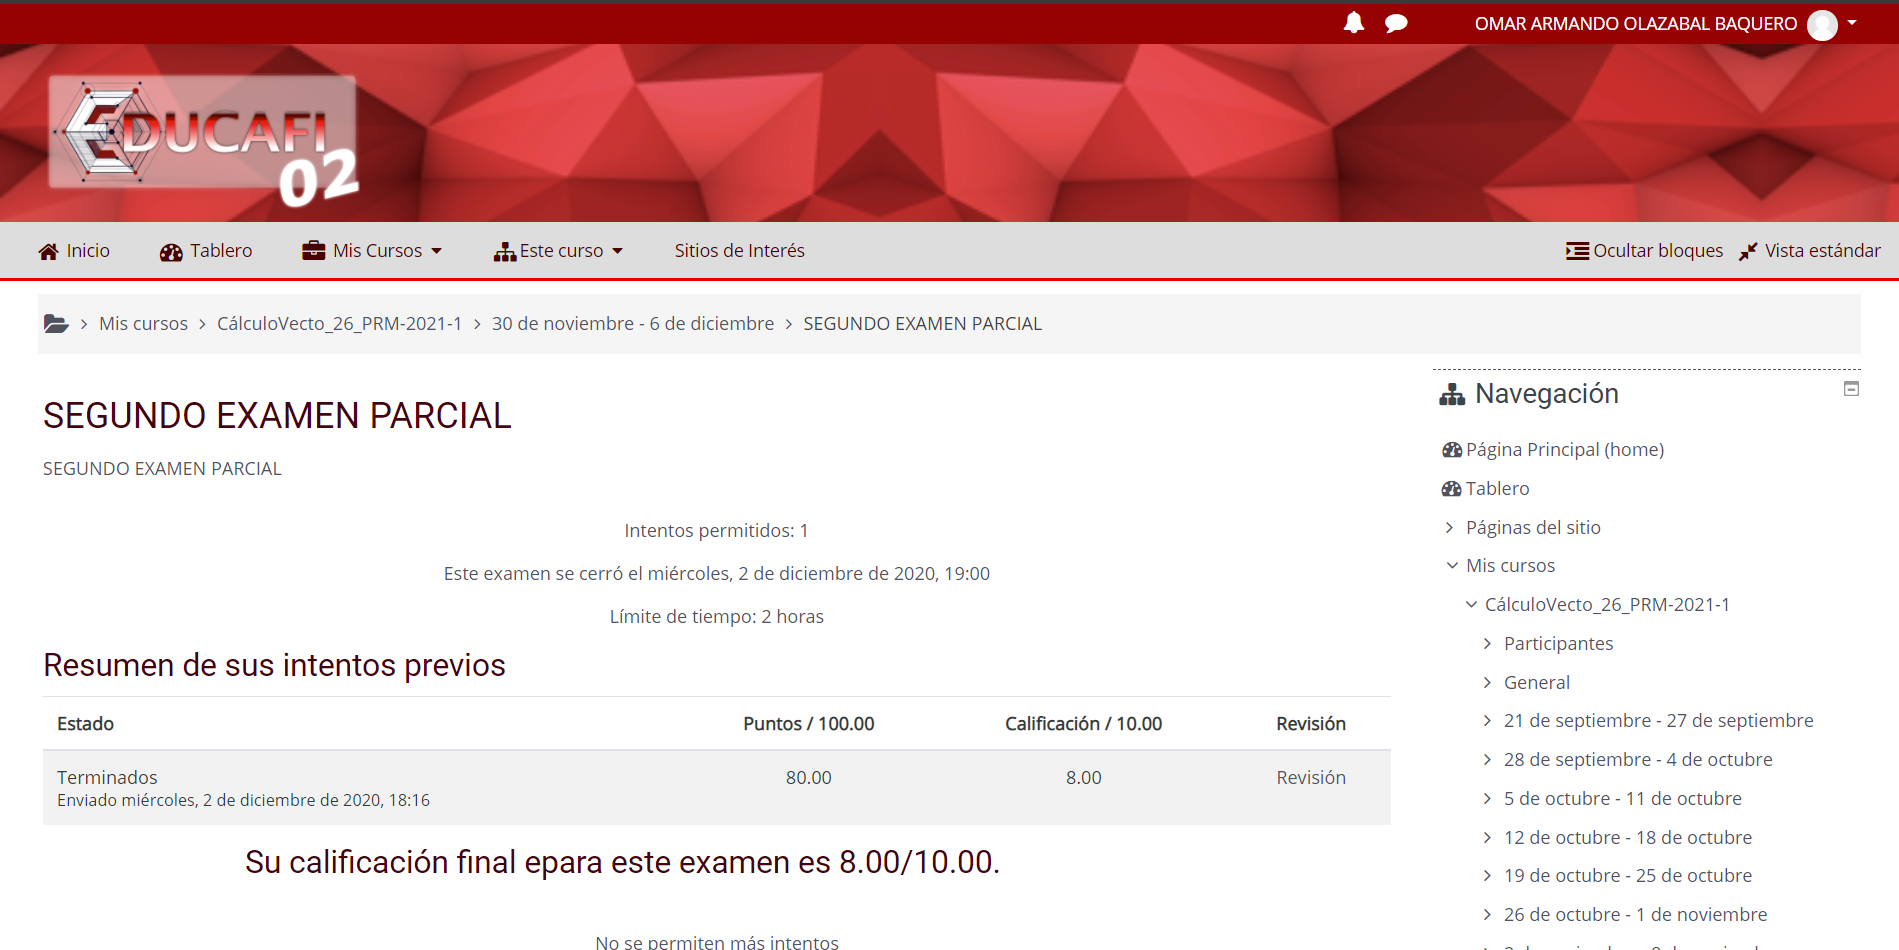 OMAR ARMANDO OLAZABAL BAQUERO
EDUCAFI
02
Inicio
Tablero
Mis Cursos
Este curso
Sitios de Interés
Ocultar bloques
Vista estándar
Mis cursos
CálculoVecto_26_PRM-2021-1
30 de noviembre - 6 de diciembre
SEGUNDO EXAMEN PARCIAL
SEGUNDO EXAMEN PARCIAL
SEGUNDO EXAMEN PARCIAL
Intentos permitidos: 1
Este examen se cerró el miércoles, 2 de diciembre de 2020, 19:00
Límite de tiempo: 2 horas
Resumen de sus intentos previos
Estado Puntos / 100.00 Calificación / 10.00 Revisión
Terminados 80.00 8.00 Revisión
Enviado miércoles, 2 de diciembre de 2020, 18:16
Su calificación final epara este examen es 8.00/10.00.
No se permiten más intentos
Navegación
Página Principal (home)
Tablero
Páginas del sitio
Mis cursos
CálculoVecto_26_PRM-2021-1
Participantes
General
21 de septiembre - 27 de septiembre
28 de septiembre - 4 de octubre
5 de octubre - 11 de octubre
12 de octubre - 18 de octubre
19 de octubre - 25 de octubre
26 de octubre - 1 de noviembre